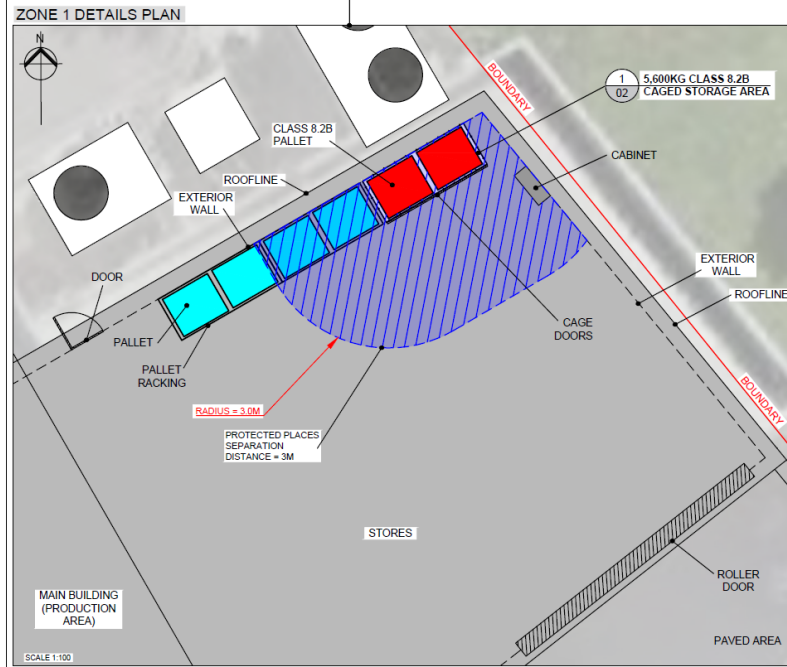 ZONE 1 DETAILS PLAN
N
BOUNDARY
1
02
5,600KG CLASS 8.2B
CAGED STORAGE AREA
CLASS 8.2B
PALLET
CABINET
ROOFLINE
EXTERIOR
WALL
DOOR
EXTERIOR
WALL
ROOFLINE
PALLET
CAGE
DOORS
PALLET
RACKING
BOUNDARY
RADIUS = 3.0M
PROTECTED PLACES
SEPARATION
DISTANCE = 3M
STORES
ROLLER
DOOR
MAIN BUILDING
(PRODUCTION
AREA)
PAVED AREA
SCALE 1:100